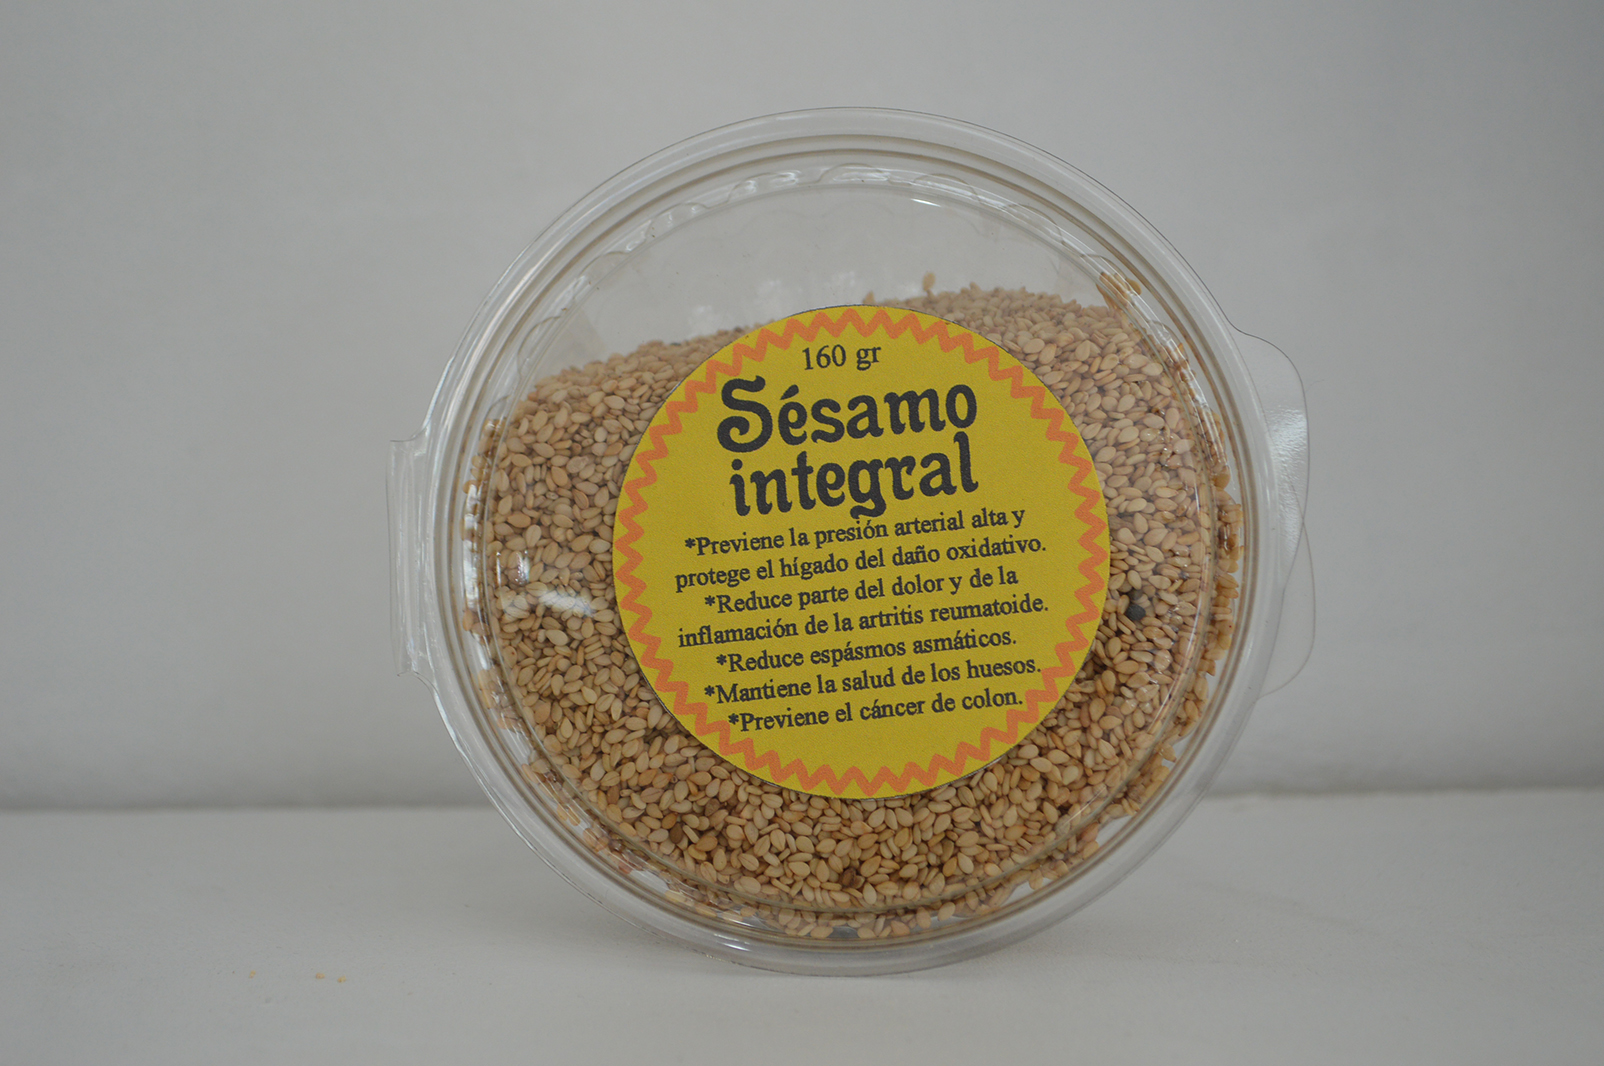 160 gr
Sésamo
integral
*Previene la presión arterial alta y
protege el hígado del daño oxidativo.
*Reduce parte del dolor y de la
inflamación de la artritis reumatoide.
*Reduce espásmos asmáticos.
*Mantiene la salud de los huesos.
*Previene el cáncer de colon.